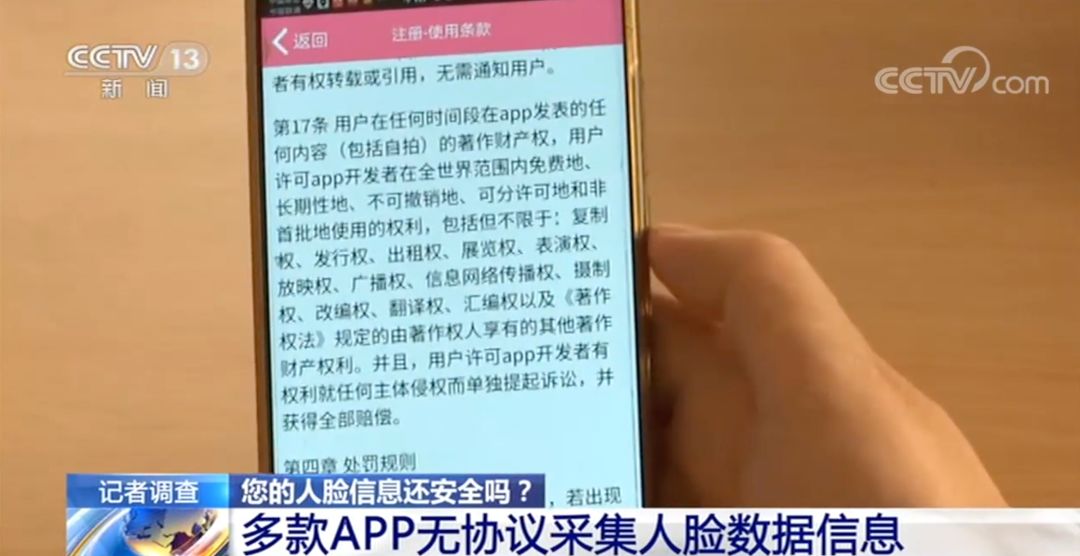 CCTV 13
新闻
CCTV.com
返回
注册-使用条款
者有权转载或引用，无需通知用户。
第17条 用户在任何时间段在app发表的任
何内容（包括自拍）的著作财产权，用户
许可app开发者在全世界范围内免费地、
长期性地、不可撤销地、可分许可地和非
首批地使用的权利，包括但不限于：复制
权、发行权、出租权、展览权、表演权、
放映权、广播权、信息网络传播权、摄制
权、改编权、翻译权、汇编权以及《著作
权法》规定的由著作权人享有的其他著作
财产权利。并且，用户许可app开发者有
权利就任何主体侵权而单独提起诉讼，并
获得全部赔偿。
第四章 处罚规则
，若出现
记者调查
您的人脸信息还安全吗？
多款APP无协议采集人脸数据信息